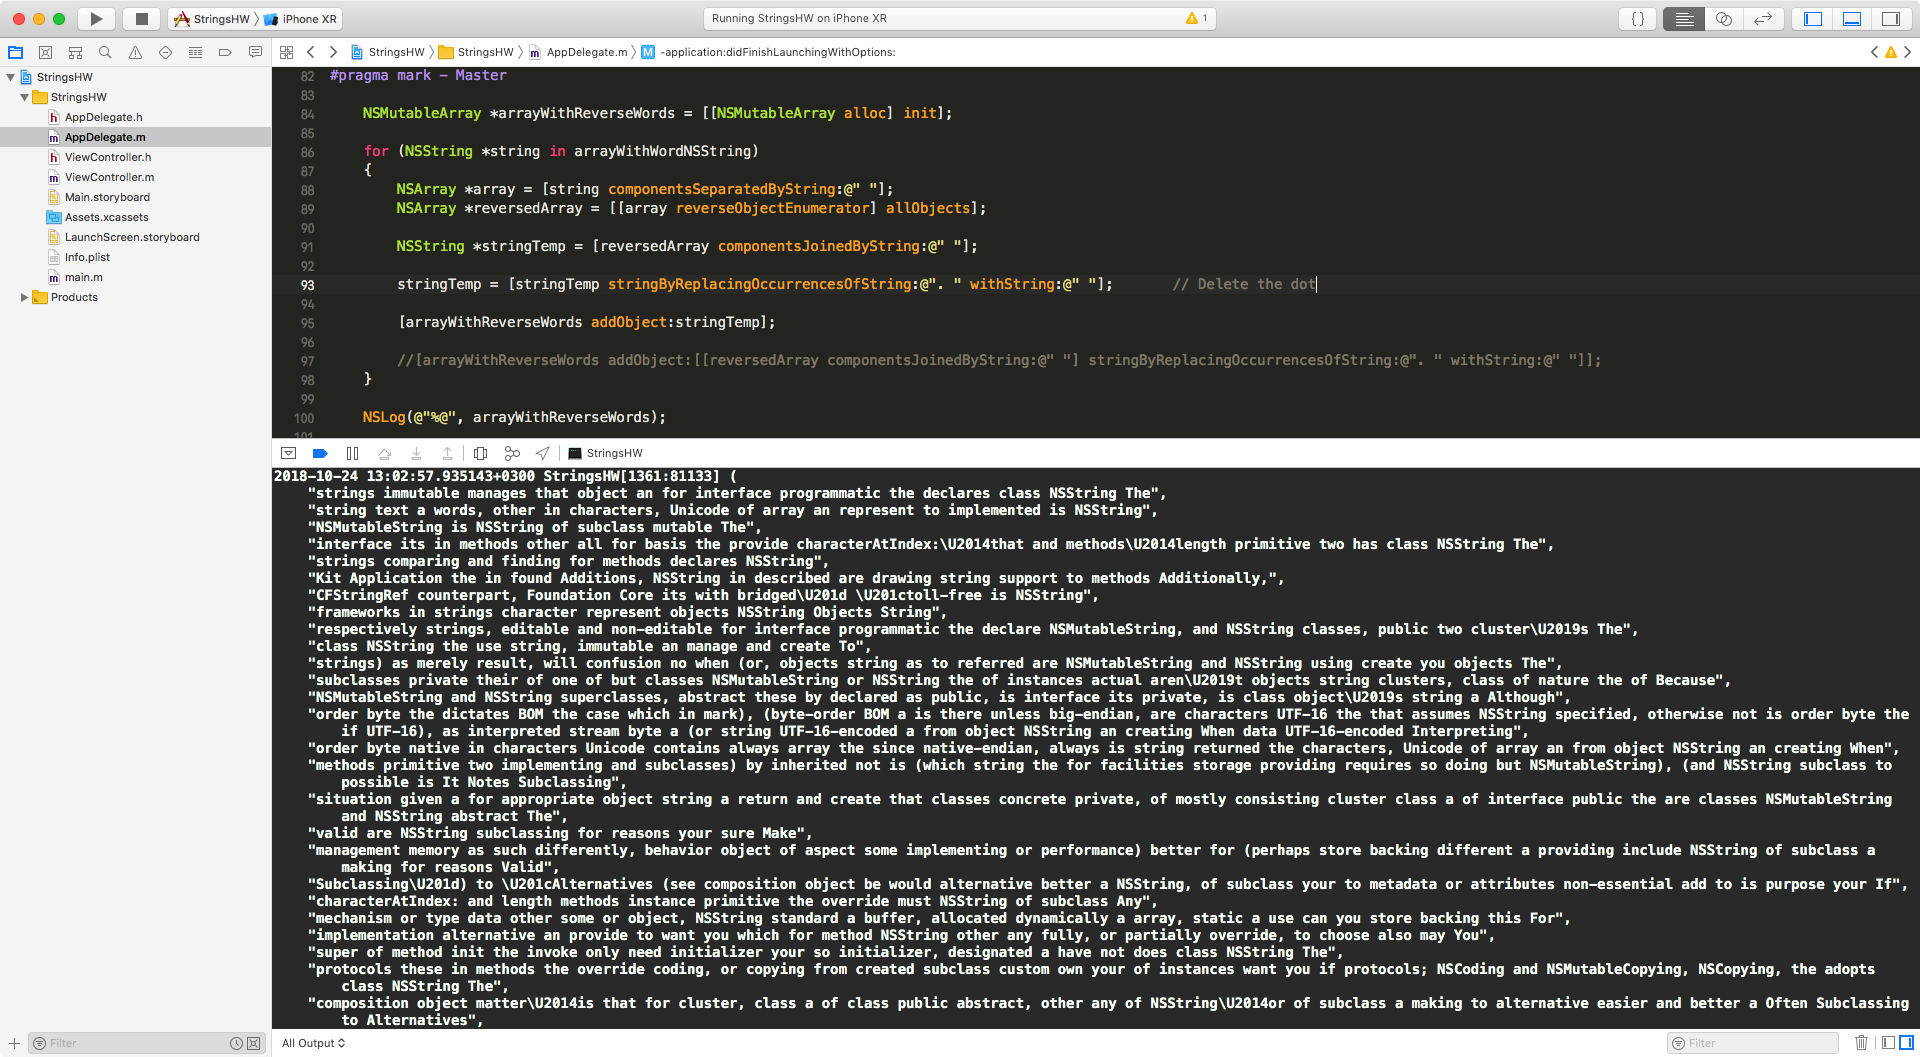 StringsHW 〉 iPhone XR
Running StringsHW on iPhone XR
1
{}
StringsHW 〉 StringsHW 〉 AppDelegate.m 〉 M -application:didFinishLaunchingWithOptions:
StringsHW
StringsHW
h AppDelegate.h
m AppDelegate.m
h ViewController.h
m ViewController.m
Main.storyboard
Assets.xcassets
LaunchScreen.storyboard
Info.plist
m main.m
Products
82 #pragma mark - Master
83
84 NSMutableArray *arrayWithReverseWords = [[NSMutableArray alloc] init];
85
86 for (NSString *string in arrayWithWordNSString)
87 {
88 NSArray *array = [string componentsSeparatedByString:@" "];
89 NSArray *reversedArray = [[array reverseObjectEnumerator] allObjects];
90
91 NSString *stringTemp = [reversedArray componentsJoinedByString:@" "];
92
93 stringTemp = [stringTemp stringByReplacingOccurrencesOfString:@". " withString:@" "]; // Delete the dot
94
95 [arrayWithReverseWords addObject:stringTemp];
96
97 //[arrayWithReverseWords addObject:[[reversedArray componentsJoinedByString:@" "] stringByReplacingOccurrencesOfString:@". " withString:@" "]];
98 }
99
100 NSLog(@"%@", arrayWithReverseWords);
101
StringsHW
2018-10-24 13:02:57.935143+0300 StringsHW[1361:81133] (
"strings immutable manages that object an for interface programmatic the declares class NSString The",
"string text a words, other in characters, Unicode of array an represent to implemented is NSString",
"NSMutableString is NSString of subclass mutable The",
"interface its in methods other all for basis the provide characterAtIndex:\U2014that and methods\U2014length primitive two has class NSString The",
"strings comparing and finding for methods declares NSString",
"Kit Application the in found Additions, NSString in described are drawing string support to methods Additionally,",
"CFStringRef counterpart, Foundation Core its with bridged\U201d \U201ctoll-free is NSString",
"frameworks in strings character represent objects NSString Objects String",
"respectively strings, editable and non-editable for interface programmatic the declare NSMutableString, and NSString classes, public two cluster\U2019s The",
"class NSString the use string, immutable an manage and create To",
"strings) as merely result, will confusion no when (or, objects string as to referred are NSMutableString and NSString using create you objects The",
"subclasses private their of one of but classes NSMutableString or NSString the of instances actual aren\U2019t objects string clusters, class of nature the of Because",
"NSMutableString and NSString superclasses, abstract these by declared as public, is interface its private, is class object\U2019s string a Although",
"order byte the dictates BOM the case which in mark), (byte-order BOM a is there unless big-endian, are characters UTF-16 the that assumes NSString specified, otherwise not is order byte the
if UTF-16), as interpreted stream byte a (or string UTF-16-encoded a from object NSString an creating When data UTF-16-encoded Interpreting",
"order byte native in characters Unicode contains always array the since native-endian, always is string returned the characters, Unicode of array an from object NSString an creating When",
"methods primitive two implementing and subclasses) by inherited not is (which string the for facilities storage providing requires so doing but NSMutableString), (and NSString subclass to
possible is It Notes Subclassing",
"situation given a for appropriate object string a return and create that classes concrete private, of mostly consisting cluster class a of interface public the are classes NSMutableString
and NSString abstract The",
"valid are NSString subclassing for reasons your sure Make",
"management memory as such differently, behavior object of aspect some implementing or performance) better for (perhaps store backing different a providing include NSString of subclass a
making for reasons Valid",
"Subclassing\U201d) to \U201cAlternatives (see composition object be would alternative better a NSString, of subclass your to metadata or attributes non-essential add to is purpose your If",
"characterAtIndex: and length methods instance primitive the override must NSString of subclass Any",
"mechanism or type data other some or object, NSString standard a buffer, allocated dynamically a array, static a use can you store backing this For",
"implementation alternative an provide to want you which for method NSString other any fully, or partially override, to choose also may You",
"super of method init the invoke only need initializer your so initializer, designated a have not does class NSString The",
"protocols these in methods the override coding, or copying from created subclass custom own your of instances want you if protocols; NSCoding and NSMutableCopying, NSCopying, the adopts
class NSString The",
"composition object matter\U2014is that for cluster, class a of class public abstract, other any of NSString\U2014or of subclass a making to alternative easier and better a Often Subclassing
to Alternatives",
Filter
All Output
Filter